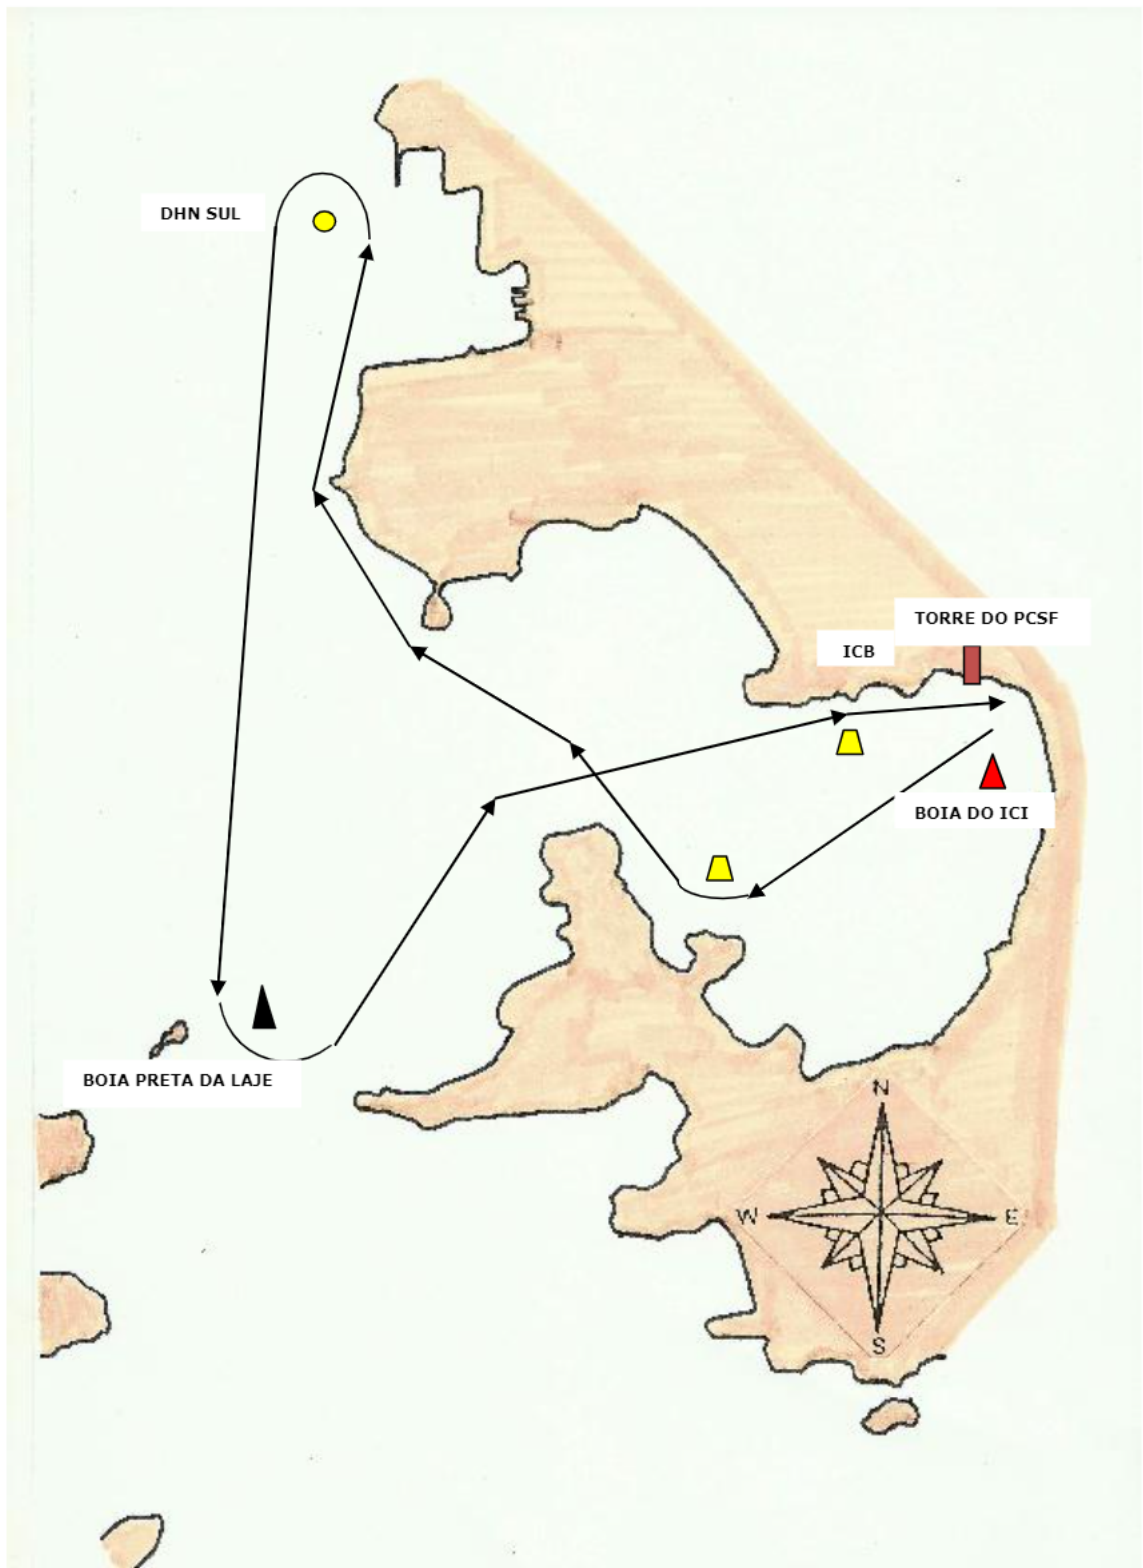 DHN SUL
TORRE DO PCSF
ICB
BOIA DO ICI
BOIA PRETA DA LAJE
N
W
E
S